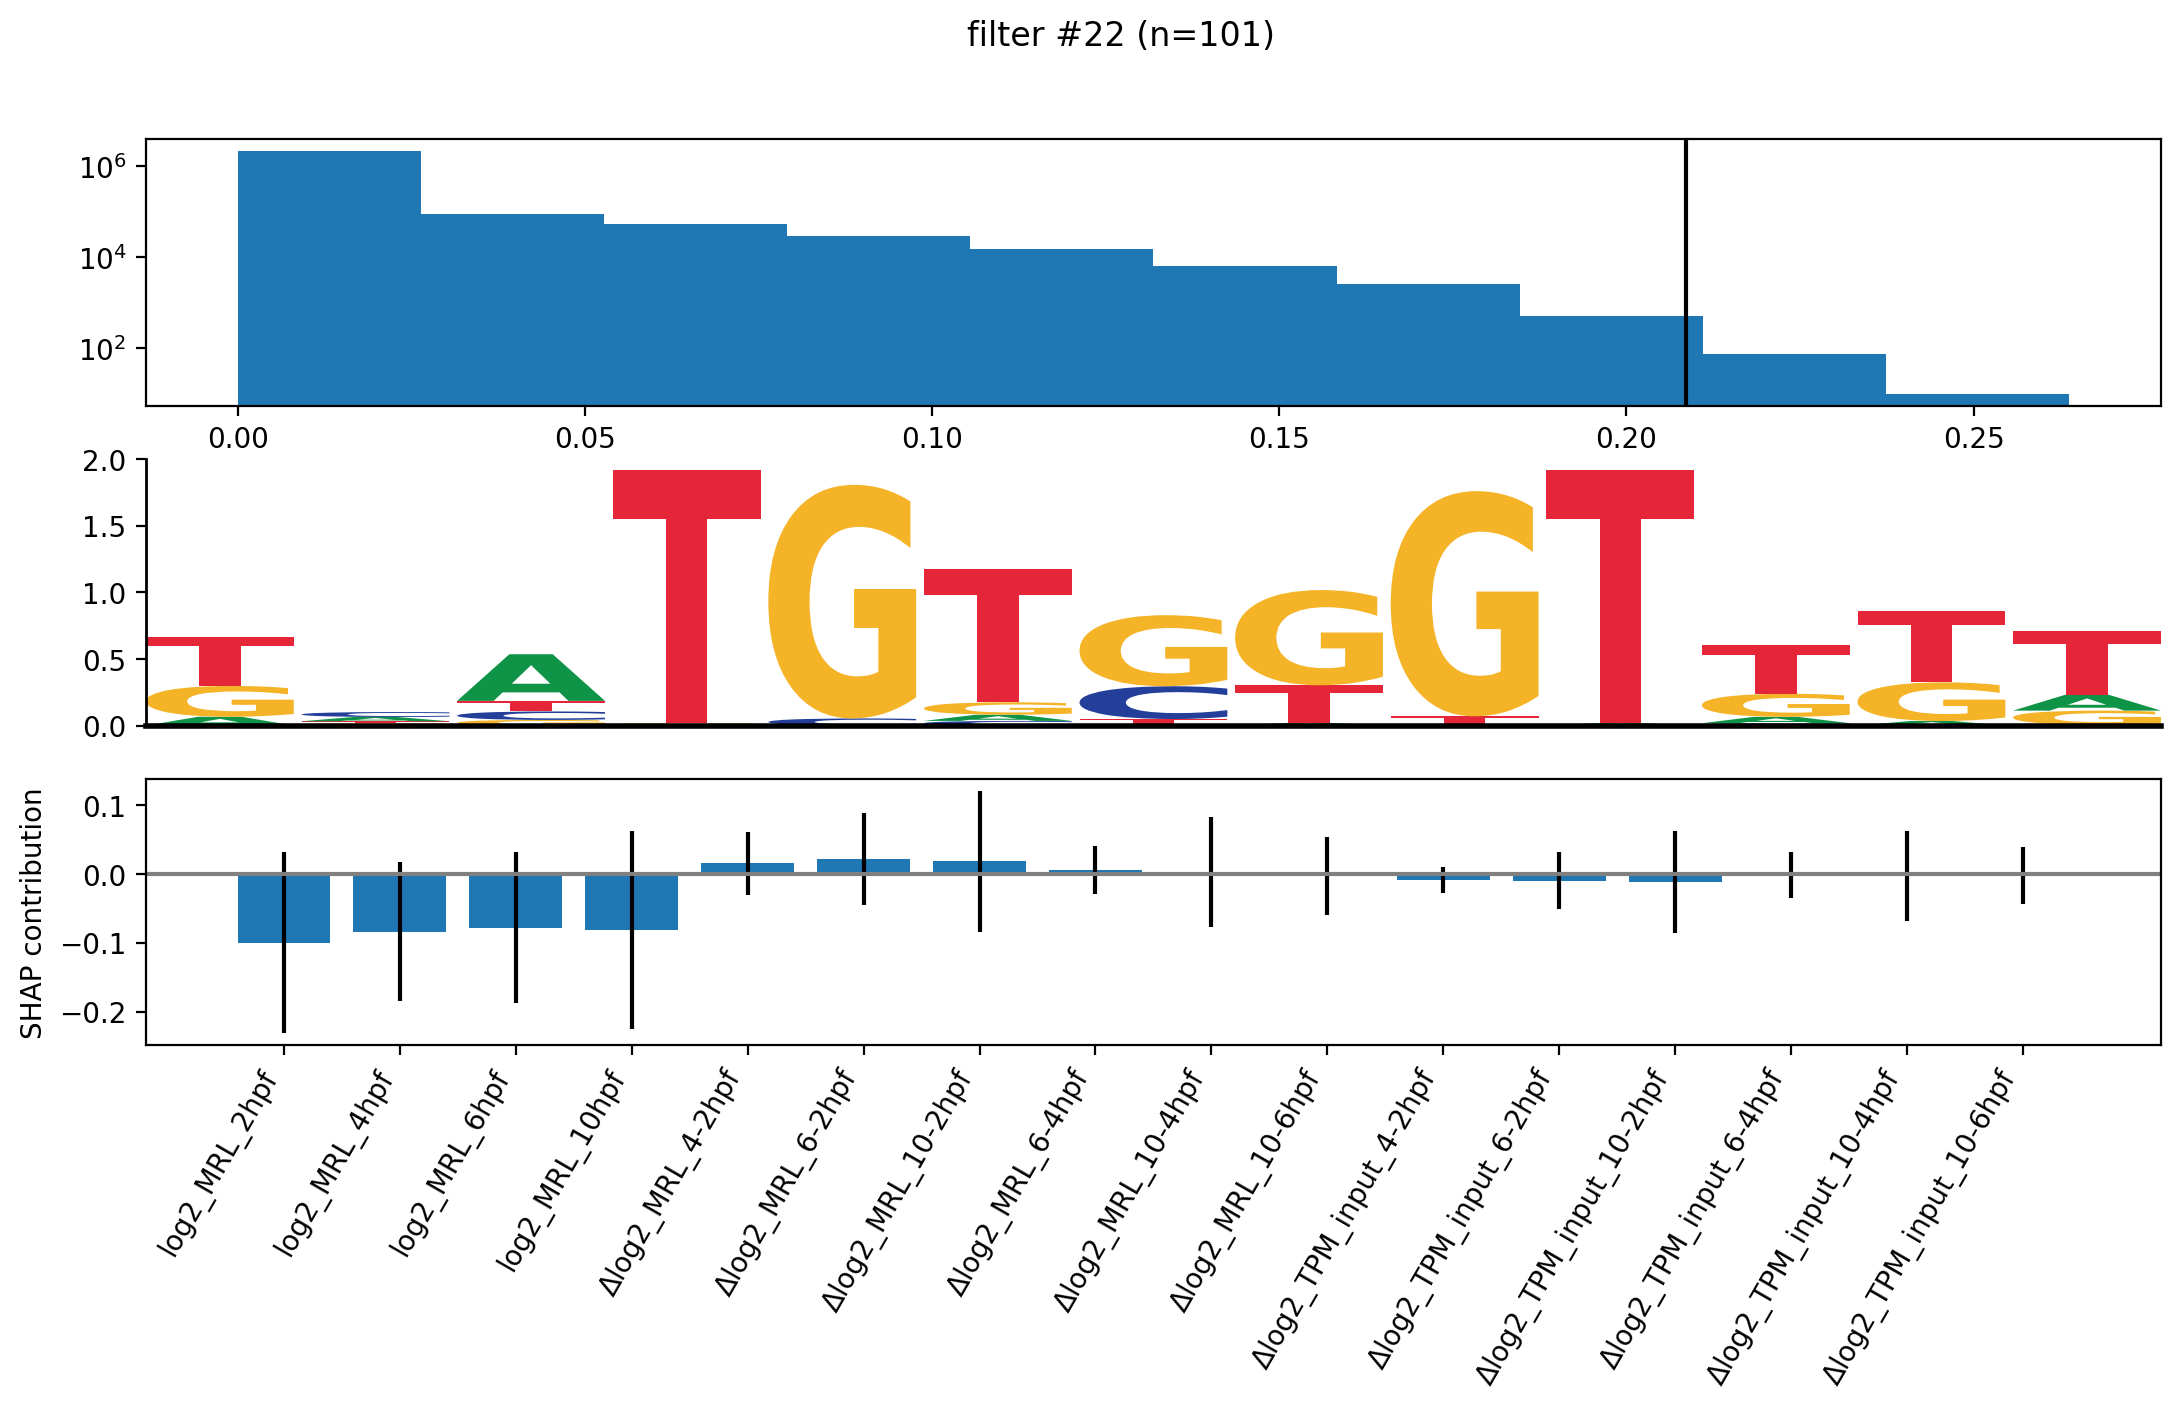 filter #22 (n=101)
10^6
10^4
10^2
0.00 0.05 0.10 0.15 0.20 0.25
2.0
1.5
1.0
0.5
0.0
T G A
C A T
A T C G
T
G C
T G A C
G C T
G T
G T
T
T G A
T G A
T A G
SHAP contribution
0.1
0.0
−0.1
−0.2
log2_MRL_2hpf
log2_MRL_4hpf
log2_MRL_6hpf
log2_MRL_10hpf
Δlog2_MRL_4-2hpf
Δlog2_MRL_6-2hpf
Δlog2_MRL_10-2hpf
Δlog2_MRL_6-4hpf
Δlog2_MRL_10-4hpf
Δlog2_MRL_10-6hpf
Δlog2_TPM_input_4-2hpf
Δlog2_TPM_input_6-2hpf
Δlog2_TPM_input_10-2hpf
Δlog2_TPM_input_6-4hpf
Δlog2_TPM_input_10-4hpf
Δlog2_TPM_input_10-6hpf